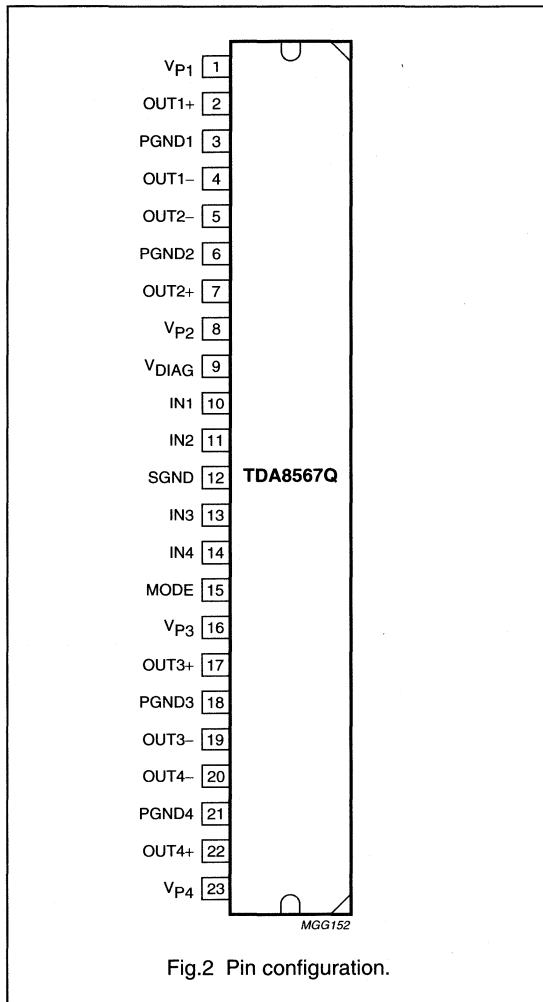 VP1 1
OUT1+ 2
PGND1 3
OUT1− 4
OUT2− 5
PGND2 6
OUT2+ 7
VP2 8
VDIAG 9
IN1 10
IN2 11
SGND 12 TDA8567Q
IN3 13
IN4 14
MODE 15
VP3 16
OUT3+ 17
PGND3 18
OUT3− 19
OUT4− 20
PGND4 21
OUT4+ 22
VP4 23
MGG152
Fig.2 Pin configuration.